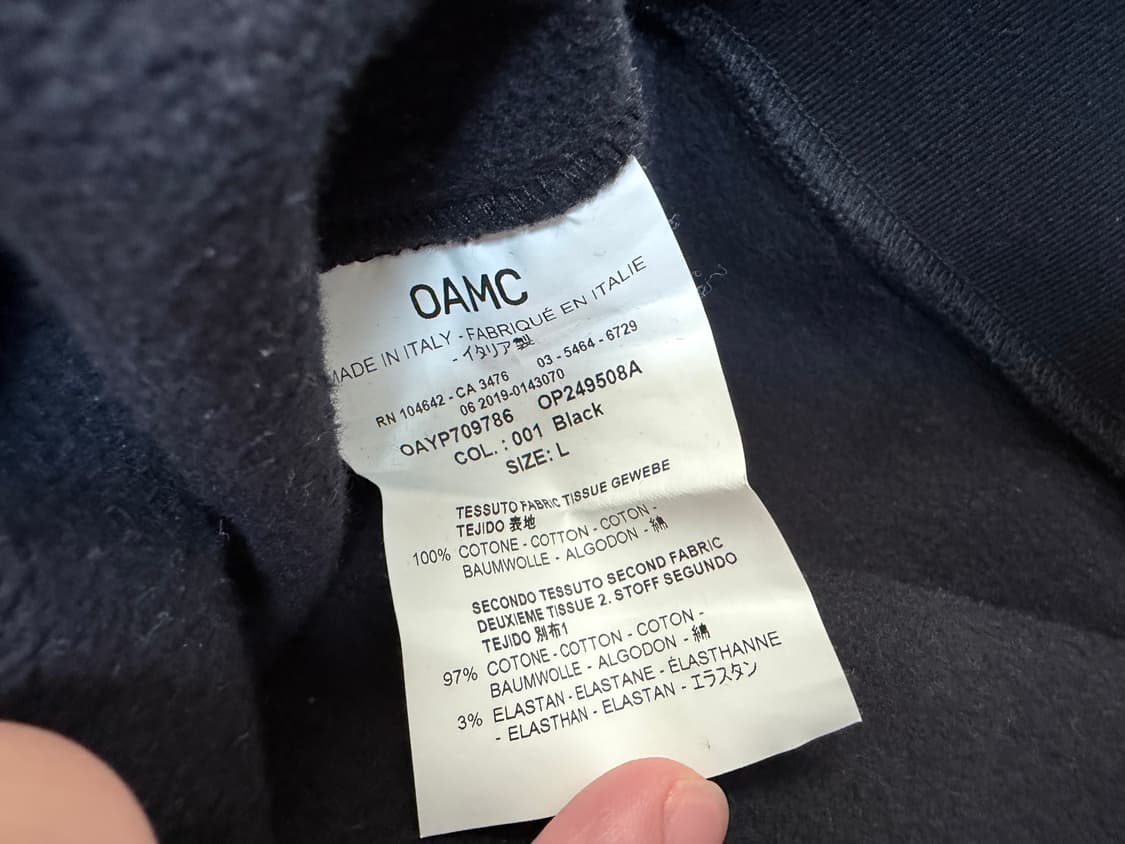 OAMC
MADE IN ITALY - FABRIQUÉ EN ITALIE
- イタリア製
RN 104642 - CA 3476 03 - 5464 - 6729
06 2019-0143070
OAYP709786 OP249508A
COL. : 001 Black
SIZE: L
TESSUTO FABRIC TISSUE GEWEBE
TEJIDO 表地
100% COTONE - COTTON - COTON -
BAUMWOLLE - ALGODON - 綿
SECONDO TESSUTO SECOND FABRIC
DEUXIEME TISSUE 2. STOFF SEGUNDO
TEJIDO 別布1
97% COTONE - COTTON - COTON -
BAUMWOLLE - ALGODON - 綿
3% ELASTAN - ELASTANE - ÉLASTHANNE
- ELASTHAN - ELASTAN - エラスタン